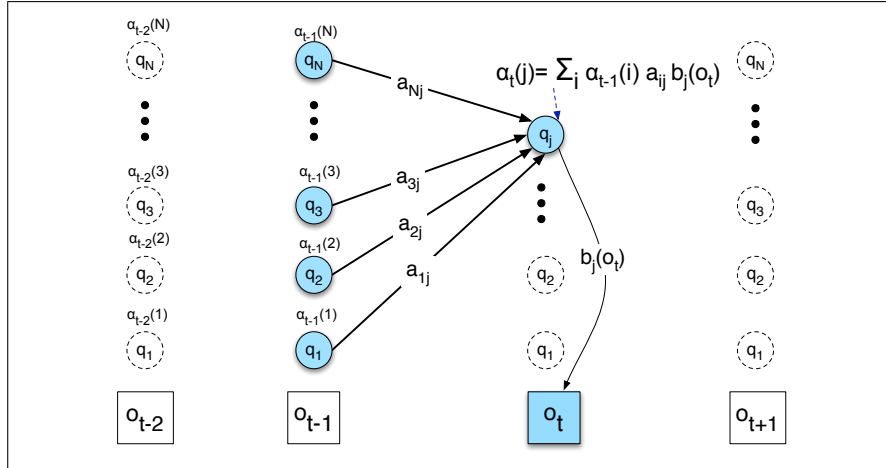 αt-2(N) αt-1(N)
qN qN αt(j)= Σi αt-1(i) aij bj(ot) qN
aNj
qj
αt-2(3) αt-1(3) a3j
q3 q3 q3
αt-2(2) αt-1(2) a2j
q2 q2 a1j q2 bj(ot) q2
αt-2(1) αt-1(1)
q1 q1 q1 q1
ot-2 ot-1 ot ot+1